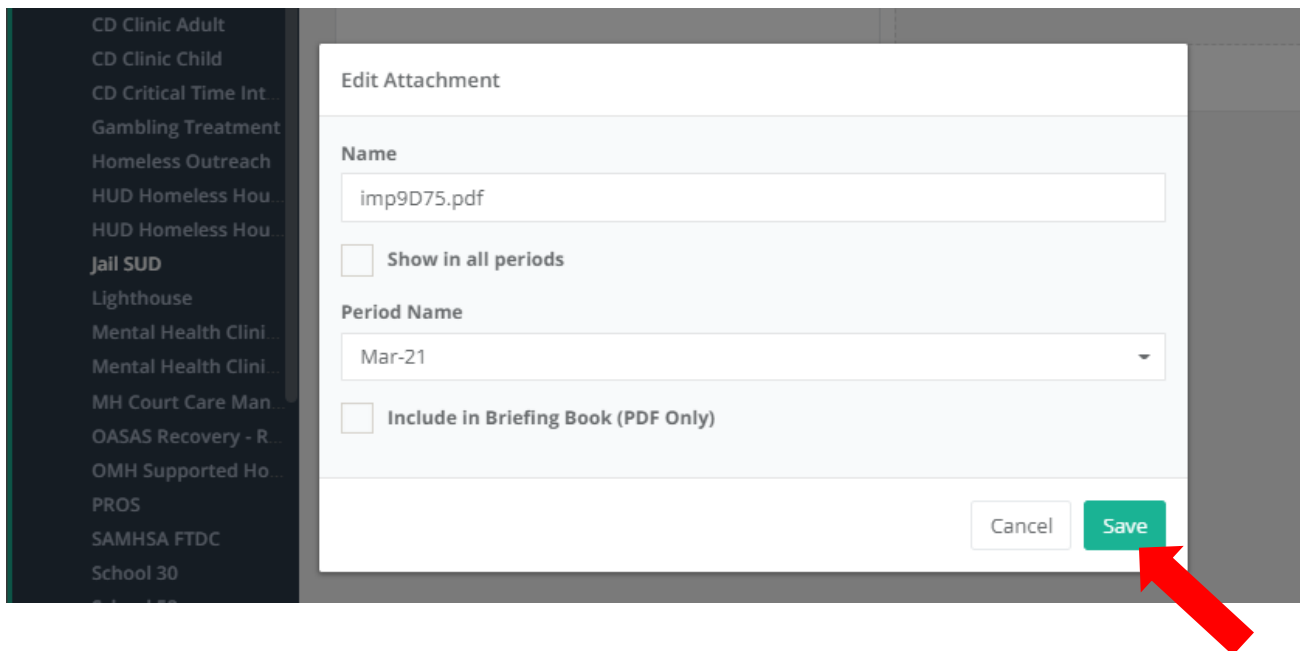 CD Clinic Adult
CD Clinic Child
CD Critical Time Int...
Gambling Treatment
Homeless Outreach
HUD Homeless Hou...
HUD Homeless Hou...
Jail SUD
Lighthouse
Mental Health Clini...
Mental Health Clini...
MH Court Care Man...
OASAS Recovery - R...
OMH Supported Ho...
PROS
SAMHSA FTDC
School 30
Edit Attachment
Name
imp9D75.pdf
Show in all periods
Period Name
Mar-21
Include in Briefing Book (PDF Only)
Cancel
Save